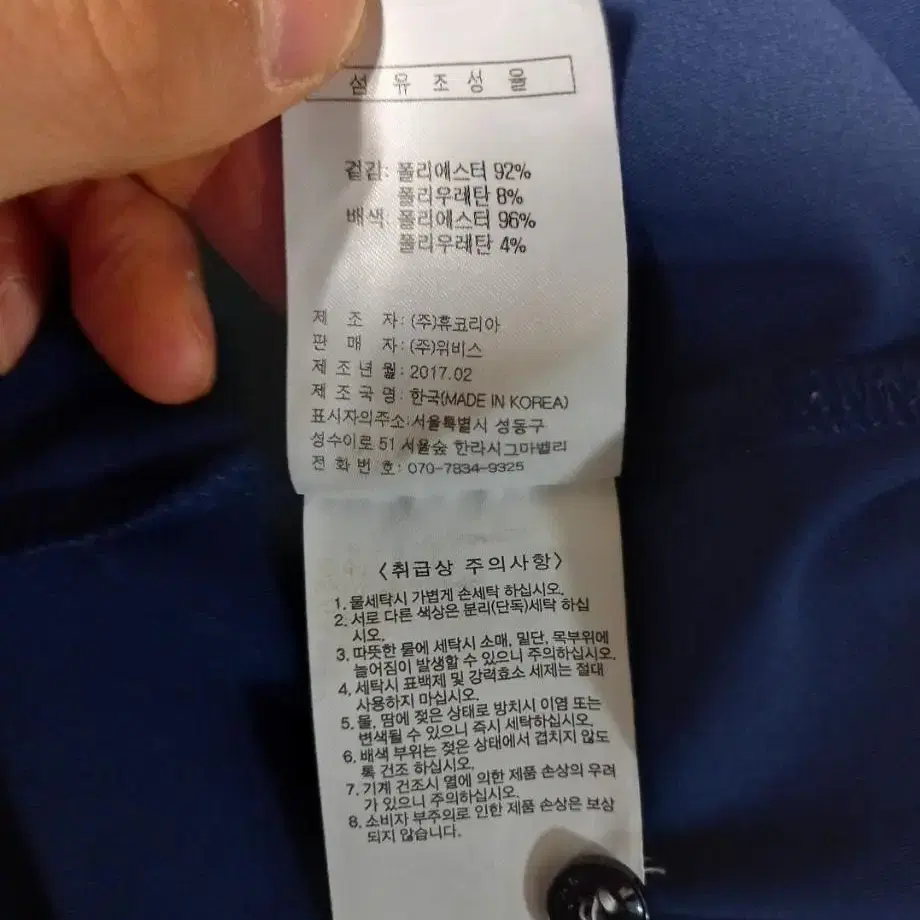 섬 유 조 성 율
겉감: 폴리에스터 92%
폴리우레탄 8%
배색: 폴리에스터 96%
폴리우레탄 4%
제 조 자: (주)휴코리아
판 매 자: (주)위비스
제 조 년 월: 2017.02
제 조 국 명: 한국(MADE IN KOREA)
표시자의주소: 서울특별시 성동구
성수이로 51 서울숲 한라시그마벨리
전 화 번 호: 070-7834-9325
<취급상 주의사항>
1. 물세탁시 가볍게 손세탁 하십시오.
2. 서로 다른 색상은 분리(단독)세탁 하십
시오.
3. 따뜻한 물에 세탁시 소매, 밑단, 목부위에
늘어짐이 발생할 수 있으니 주의하십시오.
4. 세탁시 표백제 및 강력효소 세제는 절대
사용하지 마십시오.
5. 물, 땀에 젖은 상태로 방치시 이염 또는
변색될 수 있으니 즉시 세탁하십시오.
6. 배색 부위는 젖은 상태에서 겹치지 않도
록 건조 하십시오.
7. 기계 건조시 열에 의한 제품 손상의 우려
가 있으니 주의하십시오.
8. 소비자 부주의로 인한 제품 손상은 보상
되지 않습니다.